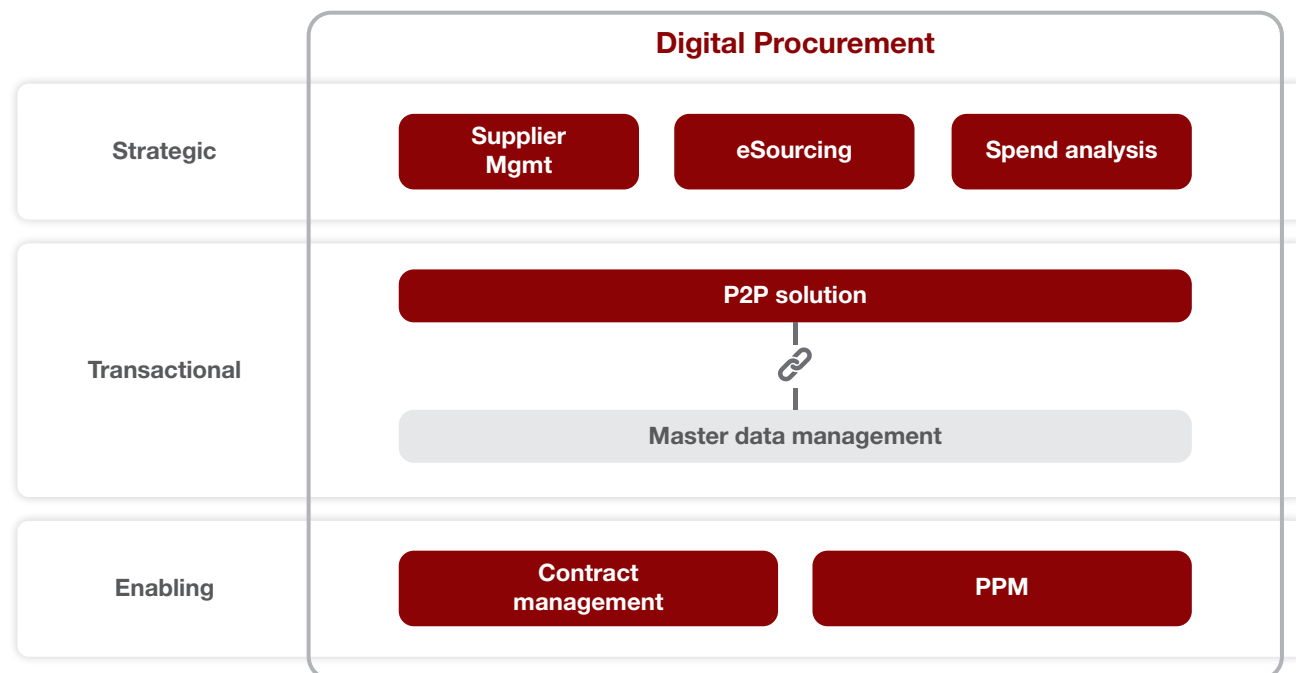 Digital Procurement
Strategic
Supplier
Mgmt
eSourcing
Spend analysis
Transactional
P2P solution
Master data management
Enabling
Contract
management
PPM